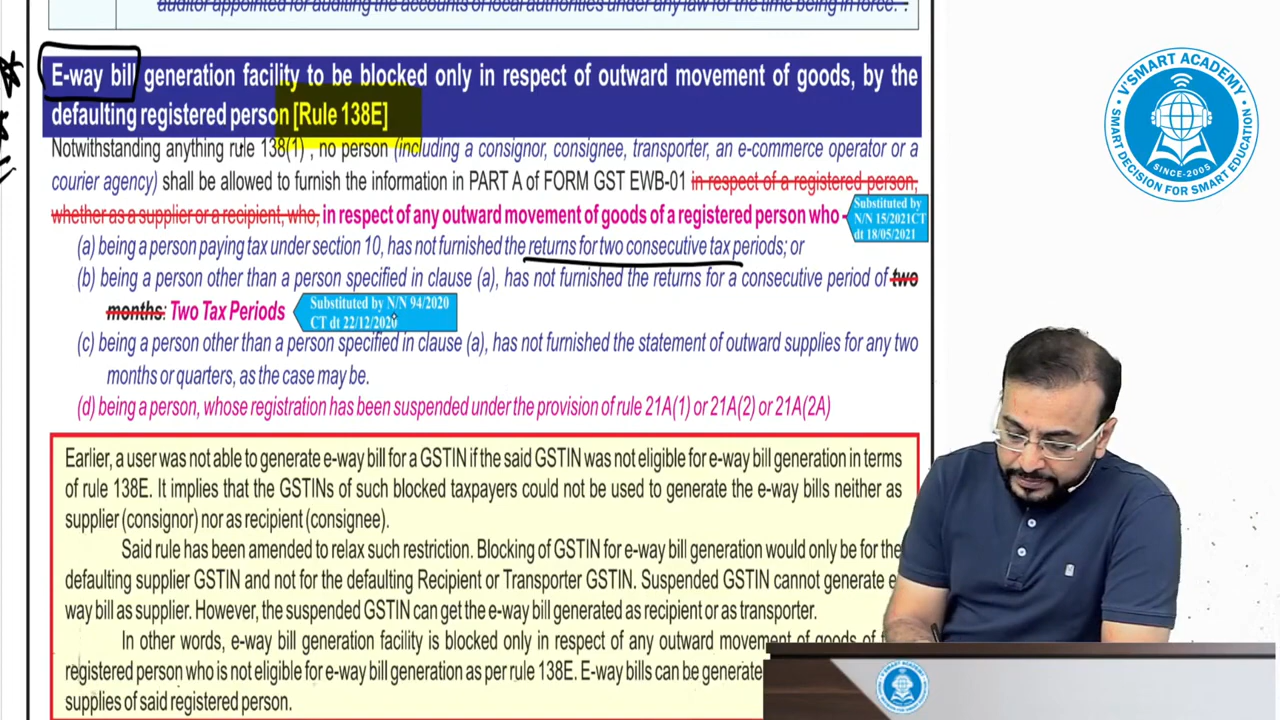 auditor appointed for auditing the accounts of local authorities under any law for the time being in force.".
E-way bill generation facility to be blocked only in respect of outward movement of goods, by the
defaulting registered person [Rule 138E]
Notwithstanding anything rule 138(1) , no person (including a consignor, consignee, transporter, an e-commerce operator or a
courier agency) shall be allowed to furnish the information in PART A of FORM GST EWB-01 in respect of a registered person,
whether as a supplier or a recipient, who, in respect of any outward movement of goods of a registered person who -
Substituted by
N/N 15/2021CT
dt 18/05/2021
(a) being a person paying tax under section 10, has not furnished the returns for two consecutive tax periods; or
(b) being a person other than a person specified in clause (a), has not furnished the returns for a consecutive period of two
months: Two Tax Periods
Substituted by N/N 94/2020
CT dt 22/12/2020
(c) being a person other than a person specified in clause (a), has not furnished the statement of outward supplies for any two
months or quarters, as the case may be.
(d) being a person, whose registration has been suspended under the provision of rule 21A(1) or 21A(2) or 21A(2A)
Earlier, a user was not able to generate e-way bill for a GSTIN if the said GSTIN was not eligible for e-way bill generation in terms
of rule 138E. It implies that the GSTINs of such blocked taxpayers could not be used to generate the e-way bills neither as
supplier (consignor) nor as recipient (consignee).
Said rule has been amended to relax such restriction. Blocking of GSTIN for e-way bill generation would only be for the
defaulting supplier GSTIN and not for the defaulting Recipient or Transporter GSTIN. Suspended GSTIN cannot generate e-
way bill as supplier. However, the suspended GSTIN can get the e-way bill generated as recipient or as transporter.
In other words, e-way bill generation facility is blocked only in respect of any outward movement of goods of
registered person who is not eligible for e-way bill generation as per rule 138E. E-way bills can be generate
supplies of said registered person.
V'SMART ACADEMY
SINCE-2005
SMART DECISION FOR SMART EDUCATION